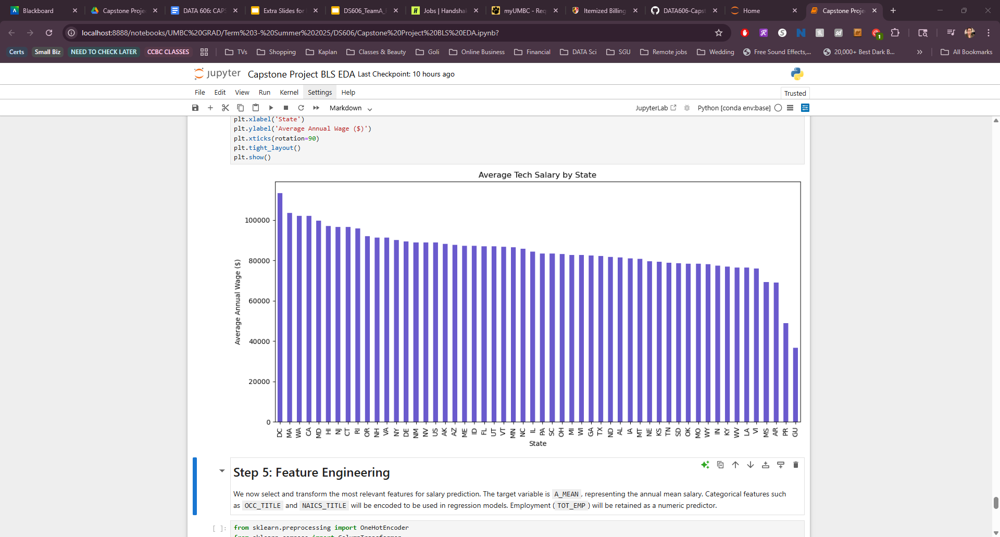 Blackboard
Capstone Proje
DATA 606: CAPS
Extra Slides for
DS606_TeamA_
Jobs | Handshak
myUMBC - Req
Itemized Billing
DATA606-Capst
Home
Capstone Proje
localhost:8888/notebooks/UMBC%20GRAD/Term%203-%20Summer%202025/DS606/Capstone%20Project%20BLS%20EDA.ipynb?
Certs
Small Biz
NEED TO CHECK LATER
CCBC CLASSES
TVs
Shopping
Kaplan
Classes & Beauty
Goli
Online Business
Financial
DATA Sci
SGU
Remote jobs
Wedding
Free Sound Effects,...
20,000+ Best Dark B...
All Bookmarks
jupyter Capstone Project BLS EDA Last Checkpoint: 10 hours ago
File Edit View Run Kernel Settings Help
Trusted
Markdown
JupyterLab
Python [conda env:base]
plt.xlabel('State')
plt.ylabel('Average Annual Wage ($)')
plt.xticks(rotation=90)
plt.tight_layout()
plt.show()
Average Tech Salary by State
Average Annual Wage ($)
100000
80000
60000
40000
20000
0
DC MA WA CA MD HI NJ CT RI OR NH VA NY DE NM NV US AK AZ ME ID FL UT VT MN NC IL PA SC OH MI WI GA TX ND AL IA MT NE KS TN SD OK MO WY IN KY WV LA VI MS AR PR GU
State
Step 5: Feature Engineering
We now select and transform the most relevant features for salary prediction. The target variable is A_MEAN, representing the annual mean salary. Categorical features such
as OCC_TITLE and NAICS_TITLE will be encoded to be used in regression models. Employment (TOT_EMP) will be retained as a numeric predictor.
[ ]:
from sklearn.preprocessing import OneHotEncoder
from sklearn.compose import ColumnTransformer